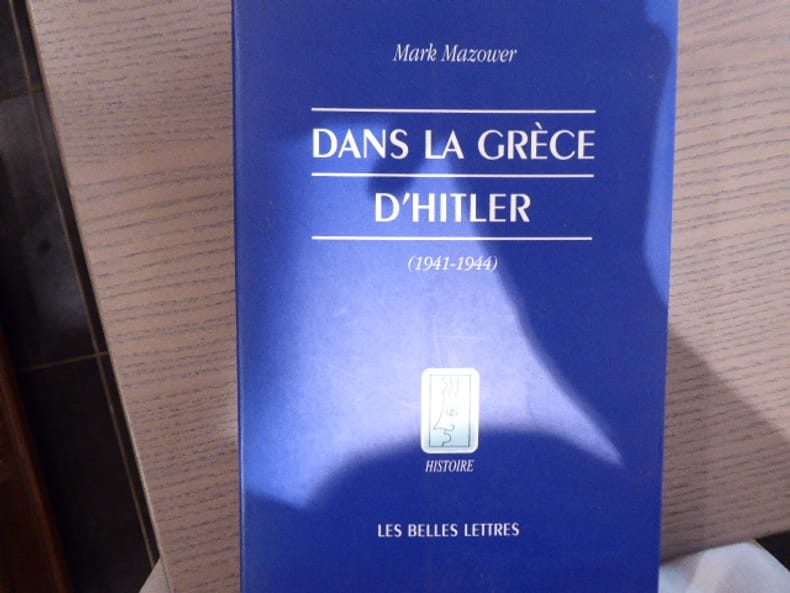 Mark Mazower
DANS LA GRÈCE
D'HITLER
(1941-1944)
HISTOIRE
LES BELLES LETTRES